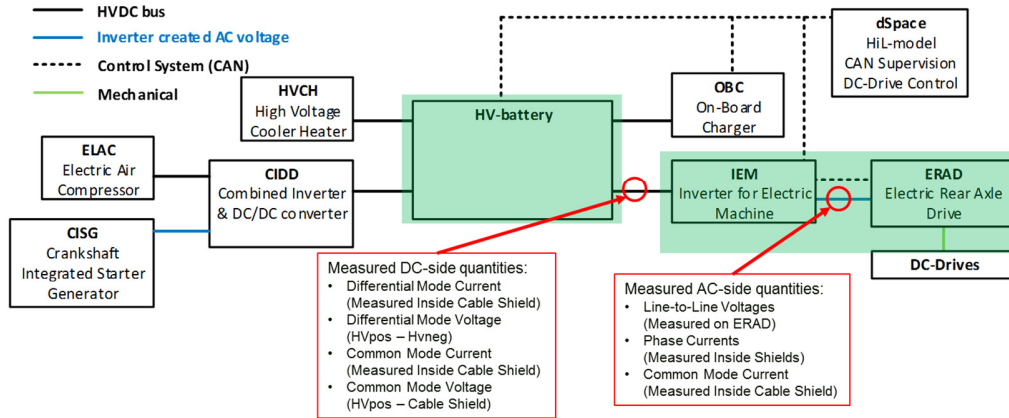 HVDC bus
Inverter created AC voltage
Control System (CAN)
Mechanical
dSpace
HiL-model
CAN Supervision
DC-Drive Control
HVCH
High Voltage
Cooler Heater
HV-battery
OBC
On-Board
Charger
ELAC
Electric Air
Compressor
CIDD
Combined Inverter
& DC/DC converter
IEM
Inverter for Electric
Machine
ERAD
Electric Rear Axle
Drive
CISG
Crankshaft
Integrated Starter
Generator
DC-Drives
Measured DC-side quantities:
• Differential Mode Current
(Measured Inside Cable Shield)
• Differential Mode Voltage
(HVpos – Hvneg)
• Common Mode Current
(Measured Inside Cable Shield)
• Common Mode Voltage
(HVpos – Cable Shield)
Measured AC-side quantities:
• Line-to-Line Voltages
(Measured on ERAD)
• Phase Currents
(Measured Inside Shields)
• Common Mode Current
(Measured Inside Cable Shield)